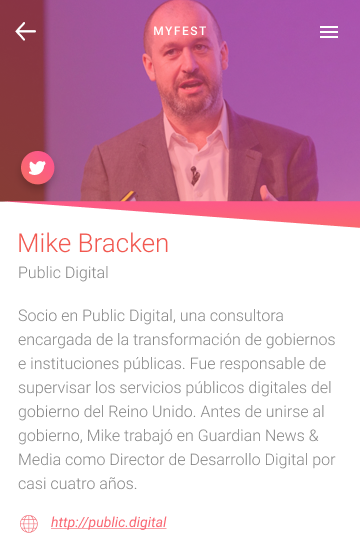 MYFEST
Mike Bracken
Public Digital
Socio en Public Digital, una consultora
encargada de la transformación de gobiernos
e instituciones públicas. Fue responsable de
supervisar los servicios públicos digitales del
gobierno del Reino Unido. Antes de unirse al
gobierno, Mike trabajó en Guardian News &
Media como Director de Desarrollo Digital por
casi cuatro años.
http://public.digital